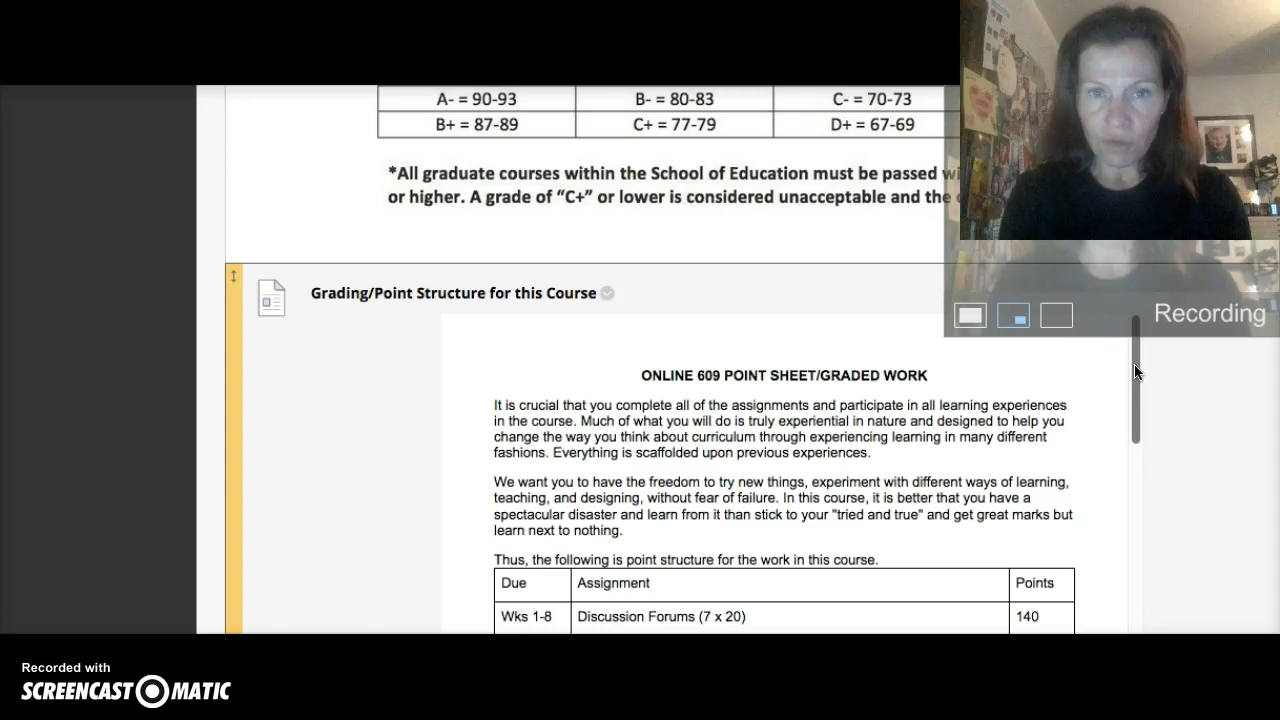 A- = 90-93 B- = 80-83 C- = 70-73
B+ = 87-89 C+ = 77-79 D+ = 67-69
*All graduate courses within the School of Education must be passed
or higher. A grade of “C+” or lower is considered unacceptable and the
Recording
Grading/Point Structure for this Course
ONLINE 609 POINT SHEET/GRADED WORK
It is crucial that you complete all of the assignments and participate in all learning experiences
in the course. Much of what you will do is truly experiential in nature and designed to help you
change the way you think about curriculum through experiencing learning in many different
fashions. Everything is scaffolded upon previous experiences.
We want you to have the freedom to try new things, experiment with different ways of learning,
teaching, and designing, without fear of failure. In this course, it is better that you have a
spectacular disaster and learn from it than stick to your "tried and true" and get great marks but
learn next to nothing.
Thus, the following is point structure for the work in this course.
Due Assignment Points
Wks 1-8 Discussion Forums (7 x 20) 140
Recorded with
SCREENCAST-O-MATIC